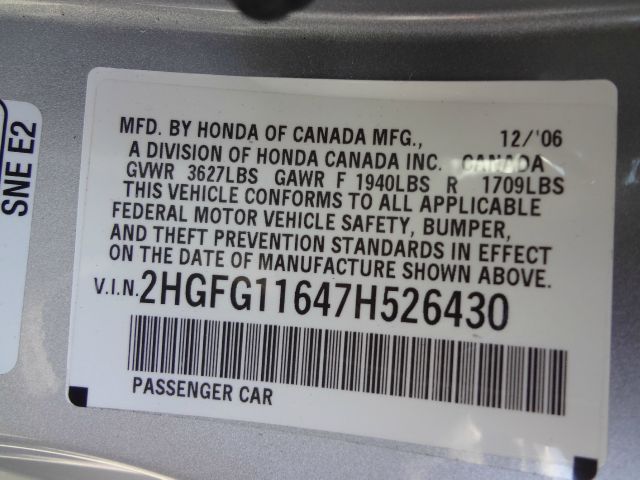 SNE E2
MFD. BY HONDA OF CANADA MFG., 12/'06
A DIVISION OF HONDA CANADA INC. CANADA
GVWR 3627LBS GAWR F 1940LBS R 1709LBS
THIS VEHICLE CONFORMS TO ALL APPLICABLE
FEDERAL MOTOR VEHICLE SAFETY, BUMPER,
AND THEFT PREVENTION STANDARDS IN EFFECT
ON THE DATE OF MANUFACTURE SHOWN ABOVE.
V.I.N. 2HGFG11647H526430
PASSENGER CAR